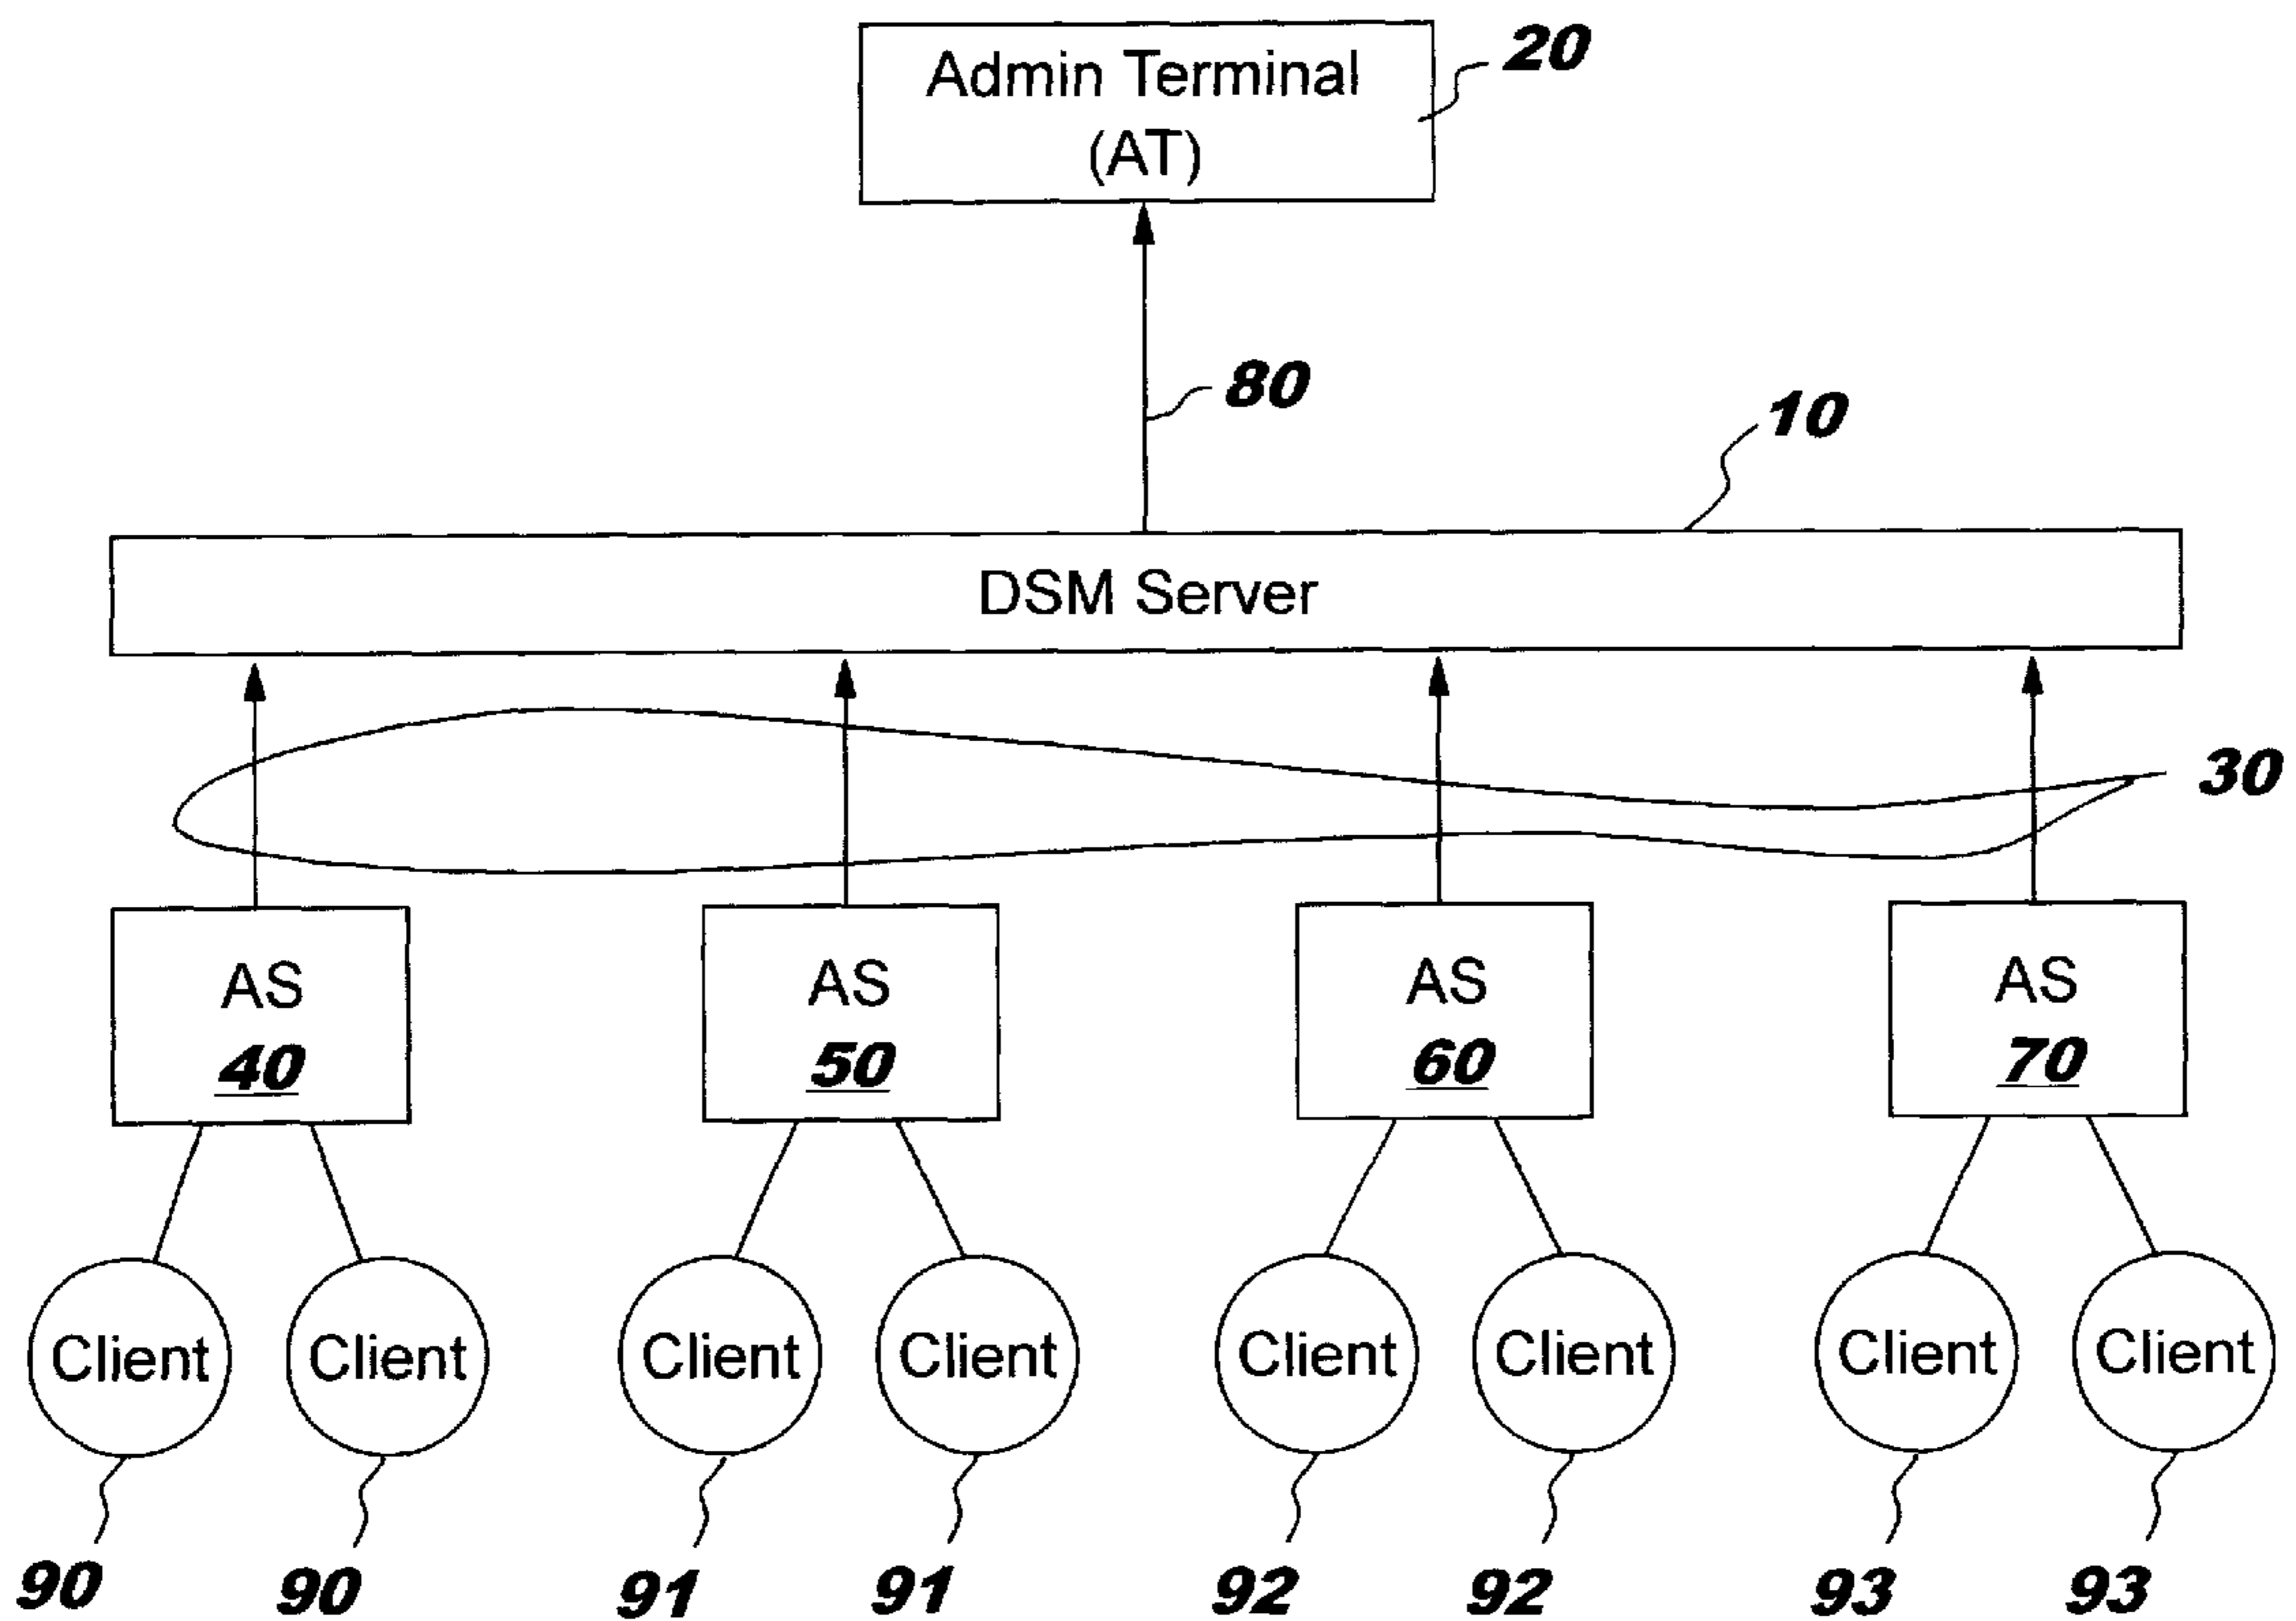 20
Admin Terminal
(AT)
80
10
DSM Server
30
AS AS AS AS
40 50 60 70
Client Client Client Client Client Client Client Client
90 90 91 91 92 92 93 93